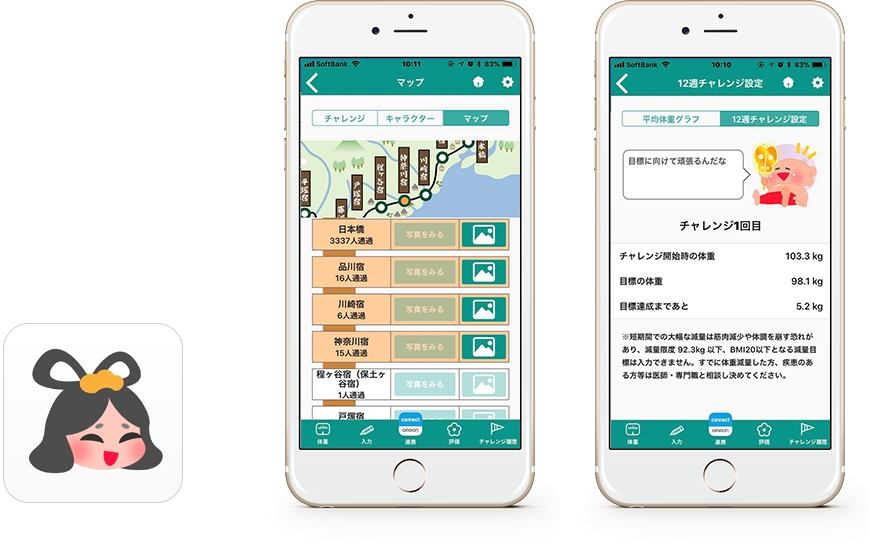 SoftBank
10:11
83%
マップ
チャレンジ
キャラクター
マップ
平塚宿
戸塚宿
程ヶ谷宿
神奈川宿
川崎宿
本橋
日本橋
3337人通過
写真をみる
品川宿
16人通過
写真をみる
川崎宿
6人通過
写真をみる
神奈川宿
15人通過
写真をみる
程ヶ谷宿（保土ヶ
谷宿）
1人通過
写真をみる
戸塚宿
体重
入力
connect
OMRON
連携
評価
チャレンジ履歴
SoftBank
10:10
83%
12週チャレンジ設定
平均体重グラフ
12週チャレンジ設定
目標に向けて頑張るんだな
チャレンジ1回目
チャレンジ開始時の体重
103.3 kg
目標の体重
98.1 kg
目標達成まであと
5.2 kg
※短期間での大幅な減量は筋肉減少や体調を崩す恐れ
があり、減量限度 92.3kg 以下、BMI20以下となる減量目
標は入力できません。すでに体重減量した方、疾患のあ
る方等は医師・専門職と相談し決めてください。
体重
入力
connect
OMRON
連携
評価
チャレンジ履歴